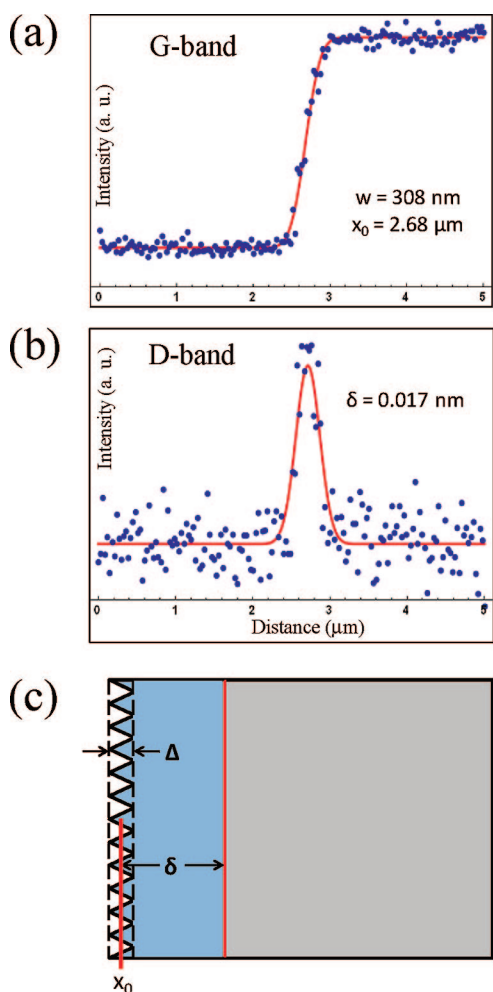 (a)
G-band
Intensity (a. u.)
w = 308 nm
x₀ = 2.68 µm
0 1 2 3 4 5
(b)
D-band
Intensity (a. u.)
δ = 0.017 nm
0 1 2 3 4 5
Distance (µm)
(c)
Δ
δ
x₀